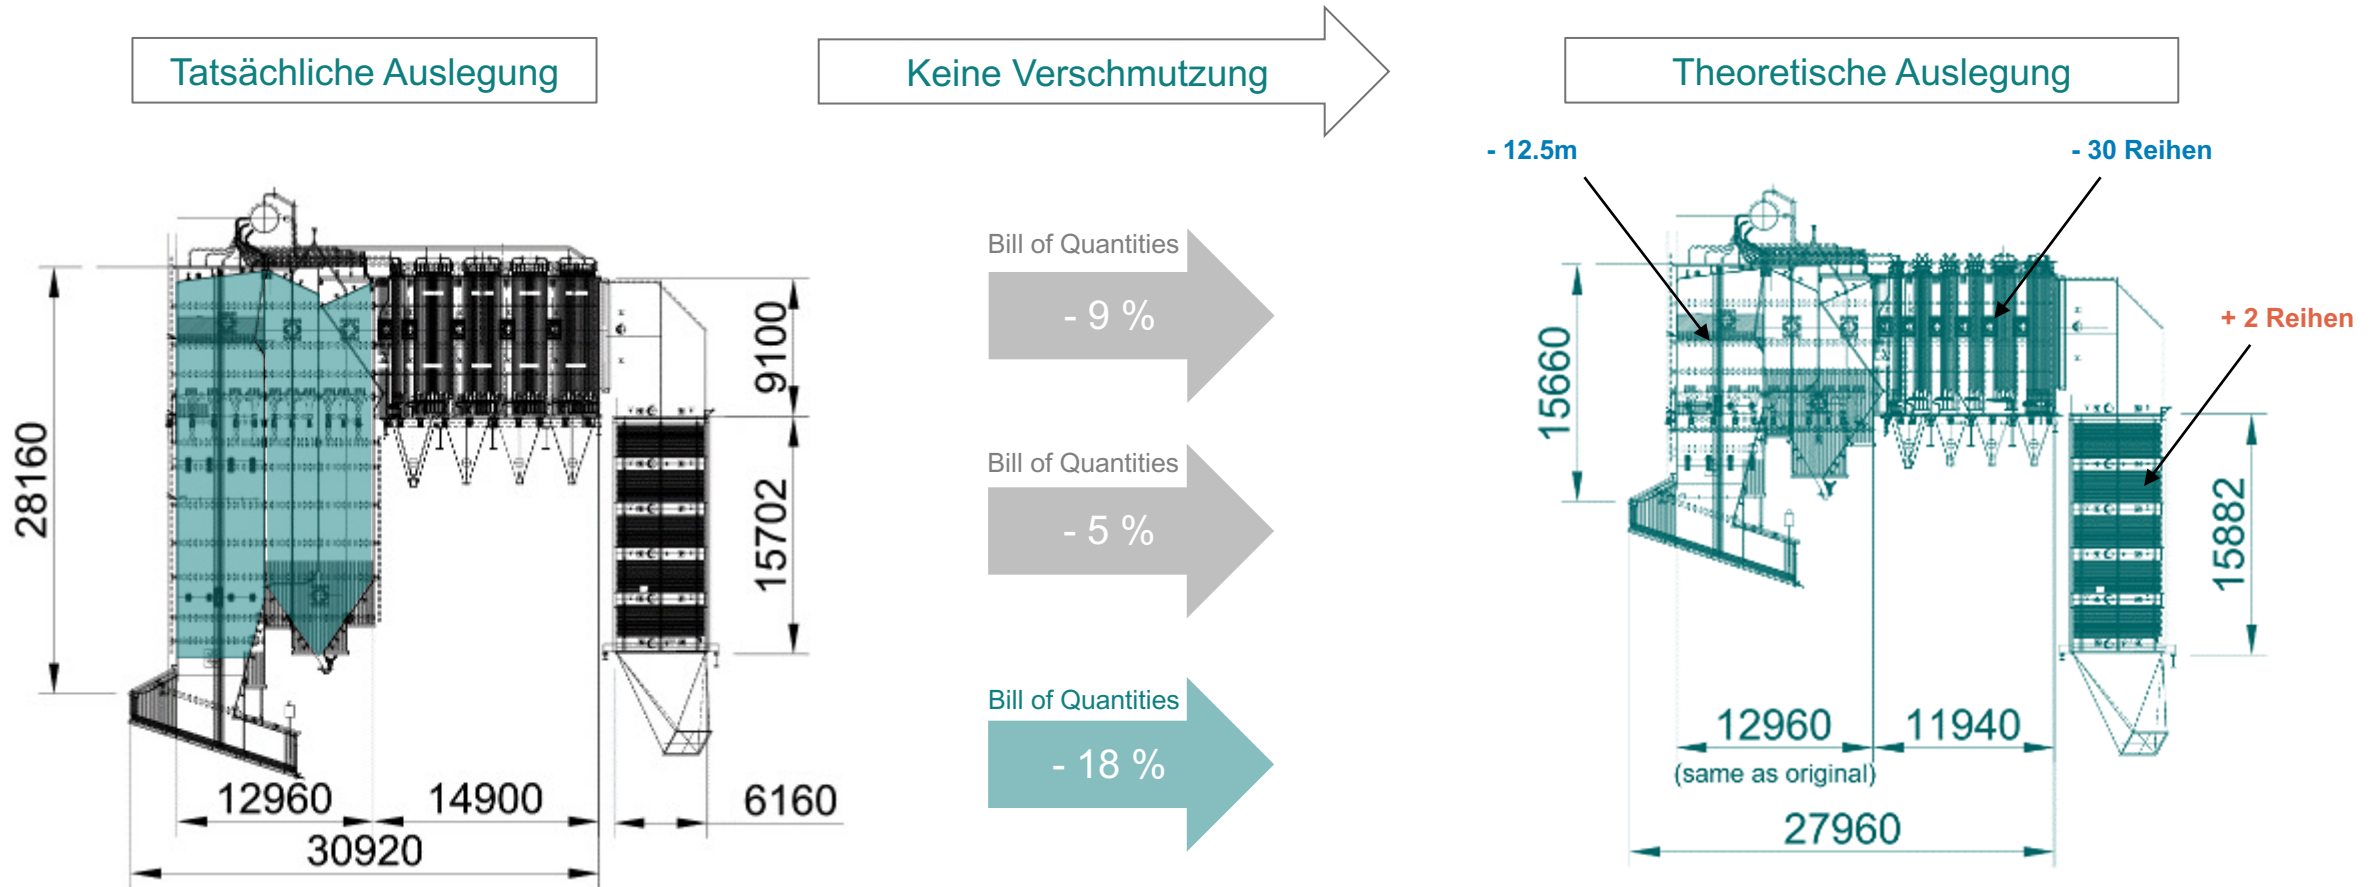 Tatsächliche Auslegung
Keine Verschmutzung
Theoretische Auslegung
- 12.5m
- 30 Reihen
+ 2 Reihen
28160
9100
15702
12960
14900
6160
30920
Bill of Quantities
- 9 %
Bill of Quantities
- 5 %
Bill of Quantities
- 18 %
15660
15882
12960
11940
(same as original)
27960